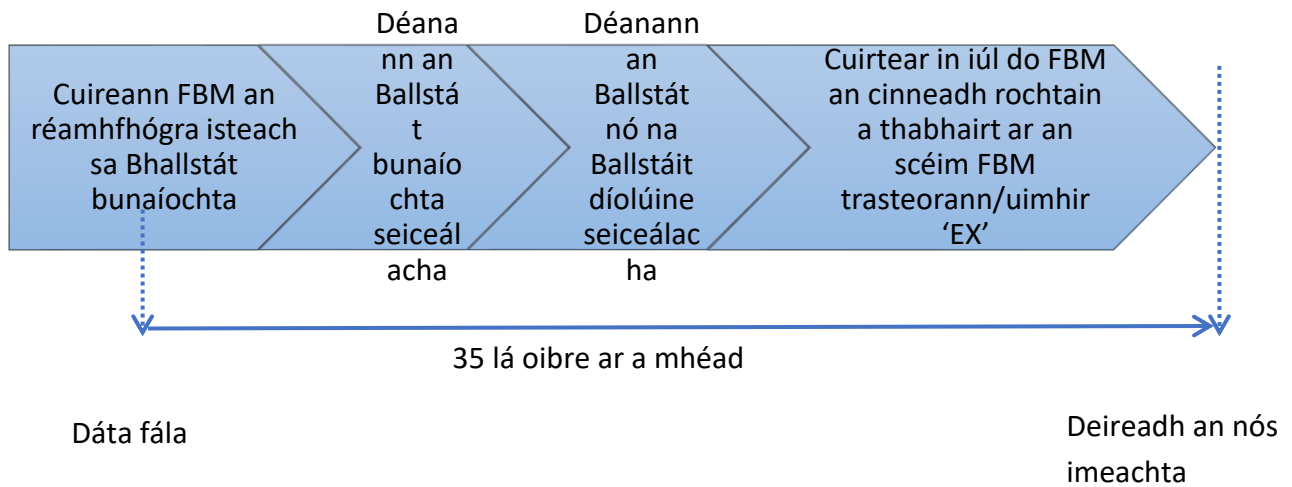 Cuireann FBM an
réamhfhógra isteach
sa Bhallstát
bunaíochta
Déana
nn an
Ballstá
t
bunaío
chta
seiceál
acha
Déanann
an
Ballstát
nó na
Ballstáit
díolúine
seiceálac
ha
Cuirtear in iúl do FBM
an cinneadh rochtain
a thabhairt ar an
scéim FBM
trasteorann/uimhir
‘EX’
35 lá oibre ar a mhéad
Dáta fála
Deireadh an nós
imeachta